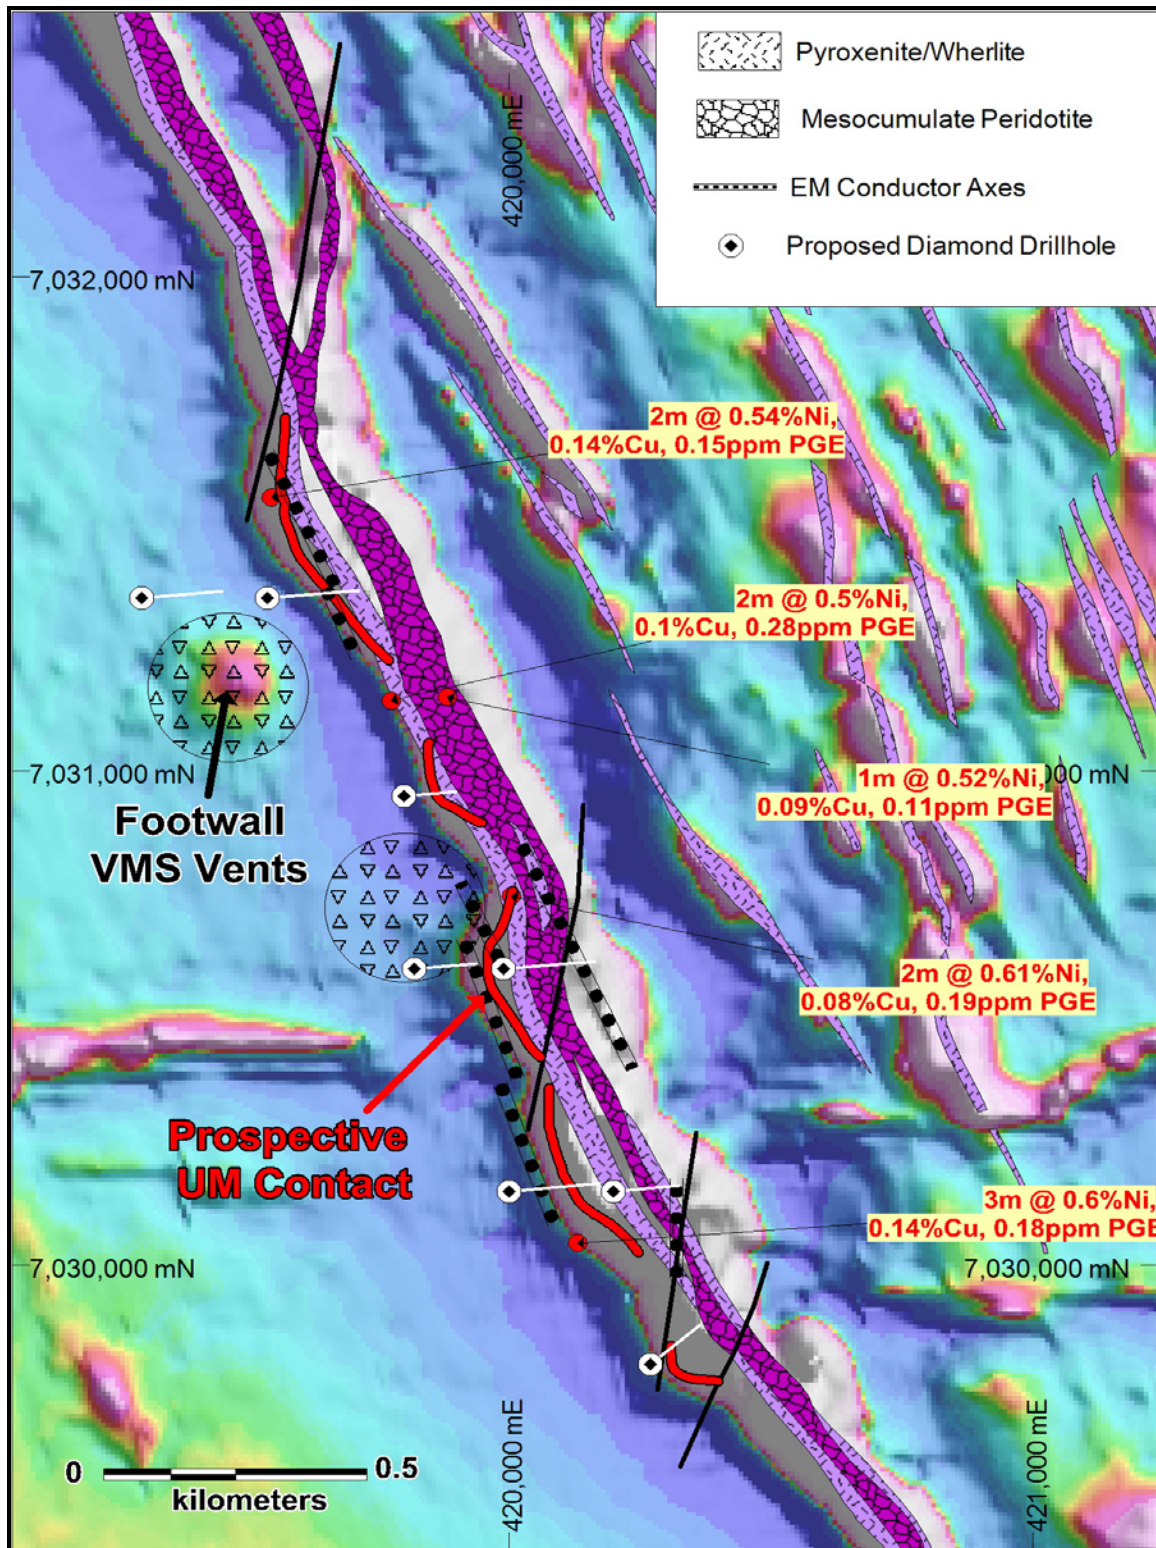 Pyroxenite/Wherlite
Mesocumulate Peridotite
EM Conductor Axes
Proposed Diamond Drillhole
420,000 mE
7,032,000 mN
2m @ 0.54%Ni,
0.14%Cu, 0.15ppm PGE
2m @ 0.5%Ni,
0.1%Cu, 0.28ppm PGE
7,031,000 mN
1m @ 0.52%Ni,
000 mN
0.09%Cu, 0.11ppm PGE
Footwall
VMS Vents
2m @ 0.61%Ni,
0.08%Cu, 0.19ppm PGE
Prospective
UM Contact
3m @ 0.6%Ni,
0.14%Cu, 0.18ppm PGE
7,030,000 mN
7,030,000 mN
420,000 mE
421,000 mE
0
0.5
kilometers